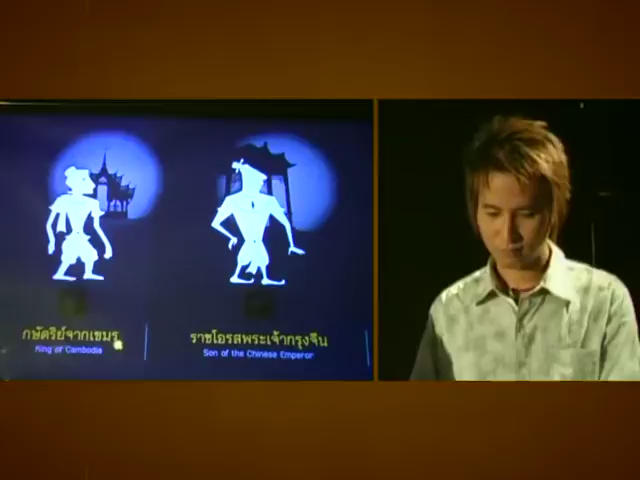 กษัตริย์จากเขมร
King of Cambodia
ราชโอรสพระเจ้ากรุงจีน
Son of the Chinese Emperor